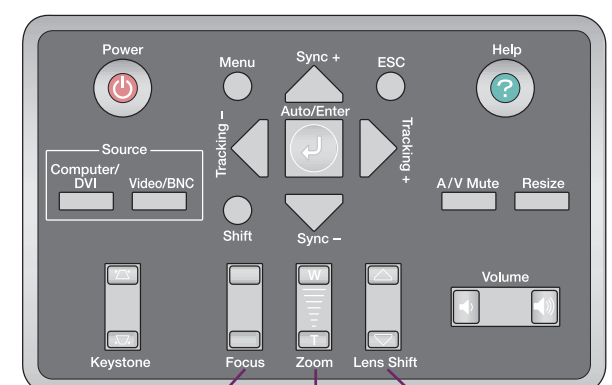 Power
Menu
Sync +
ESC
Help
?
Auto/Enter
Tracking –
Tracking +
Source
Computer/
DVI
Video/BNC
A/V Mute
Resize
Shift
Sync –
W
T
Volume
Keystone
Focus
Zoom
Lens Shift